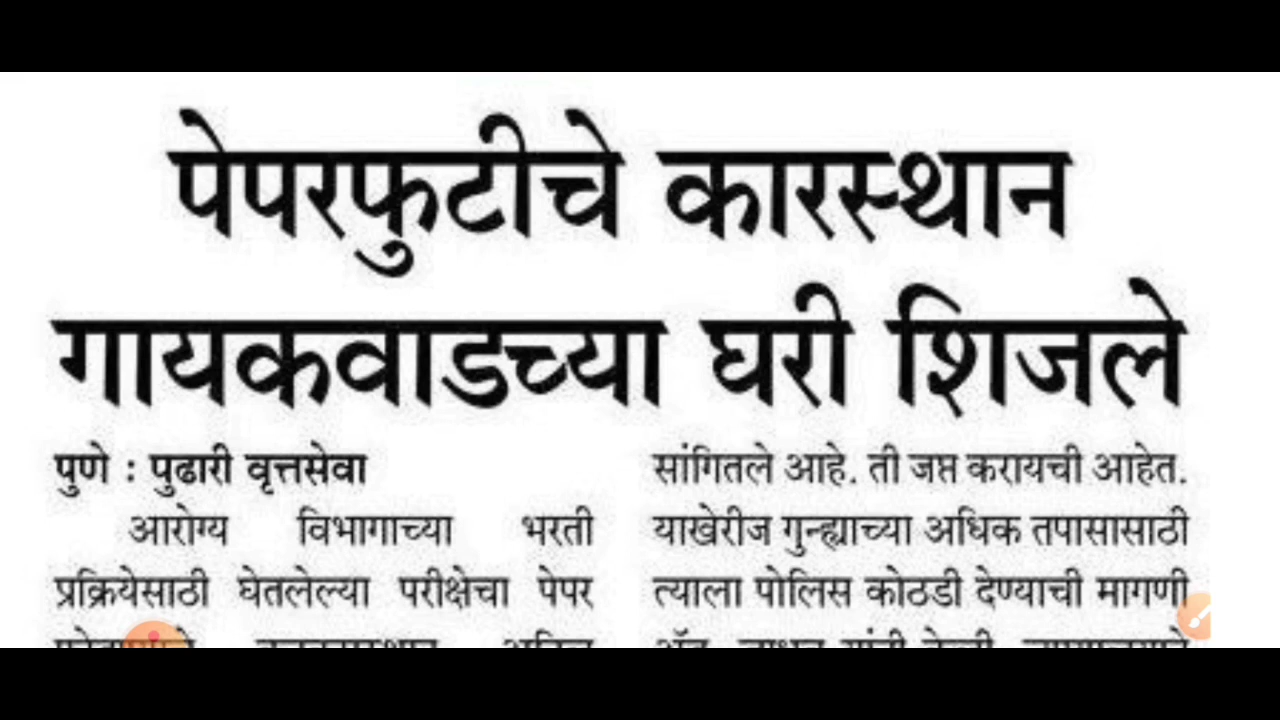 पेपरफुटीचे कारस्थान
गायकवाडच्या घरी शिजले
पुणे : पुढारी वृत्तसेवा
आरोग्य विभागाच्या भरती
प्रक्रियेसाठी घेतलेल्या परीक्षेचा पेपर
सांगितले आहे. ती जप्त करायची आहेत.
याखेरीज गुन्ह्याच्या अधिक तपासासाठी
त्याला पोलिस कोठडी देण्याची मागणी